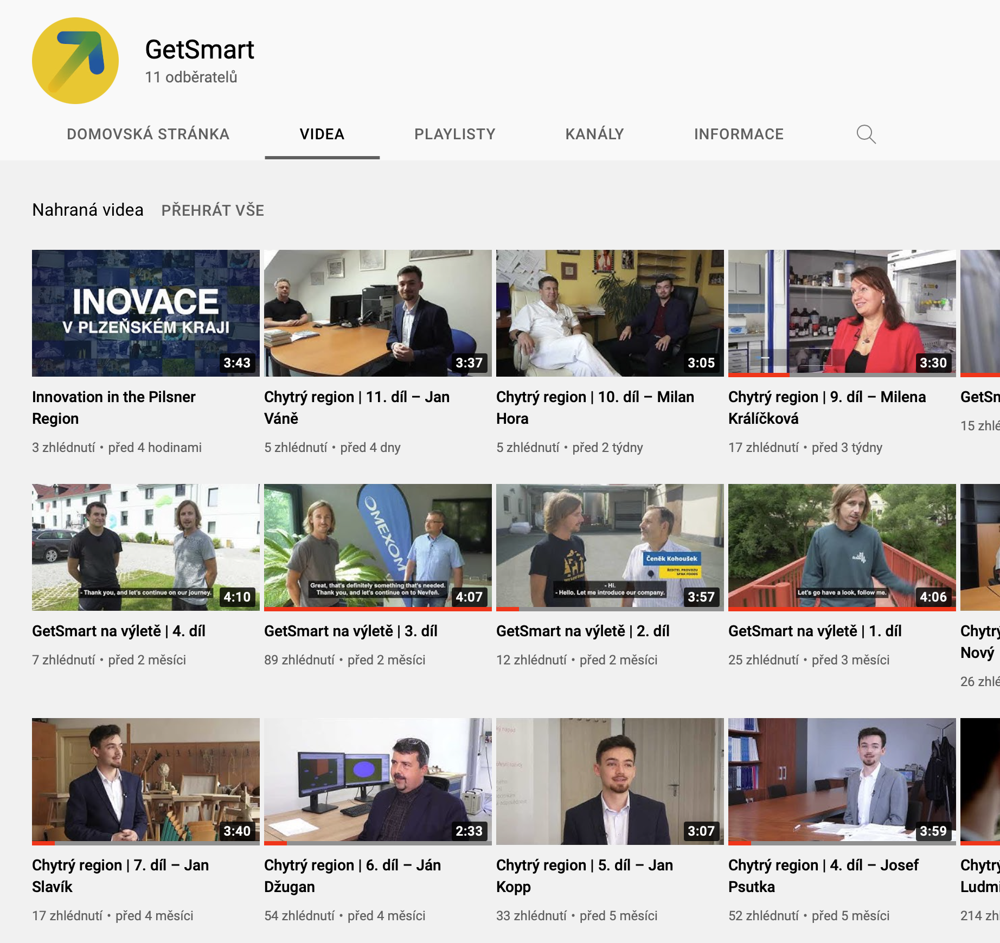 GetSmart
11 odběratelů
DOMOVSKÁ STRÁNKA VIDEA PLAYLISTY KANÁLY INFORMACE
Nahraná videa PŘEHRÁT VŠE
INOVACE
V PLZEŇSKÉM KRAJI
3:43
3:37
3:05
3:30
Innovation in the Pilsner
Region
3 zhlédnutí • před 4 hodinami
Chytrý region | 11. díl – Jan
Váně
5 zhlédnutí • před 4 dny
Chytrý region | 10. díl – Milan
Hora
5 zhlédnutí • před 2 týdny
Chytrý region | 9. díl – Milena
Králíčková
17 zhlédnutí • před 3 týdny
GetSm
15 zhlé
- Thank you, and let's continue on our journey.
4:10
OMEXOM
Great, that's definitely something that's needed.
Thank you, and let's continue on to Nevřeň.
4:07
Čeněk Kohoušek
ŘEDITEL PROVOZU
SPAK FOODS
- Hi.
- Hello. Let me introduce our company.
3:57
Let's go have a look, follow me.
4:06
GetSmart na výletě | 4. díl
7 zhlédnutí • před 2 měsíci
GetSmart na výletě | 3. díl
89 zhlédnutí • před 2 měsíci
GetSmart na výletě | 2. díl
12 zhlédnutí • před 2 měsíci
GetSmart na výletě | 1. díl
25 zhlédnutí • před 3 měsíci
Chytrý
Nový
26 zhlé
3:40
2:33
3:07
3:59
Chytrý region | 7. díl – Jan
Slavík
17 zhlédnutí • před 4 měsíci
Chytrý region | 6. díl – Ján
Džugan
54 zhlédnutí • před 4 měsíci
Chytrý region | 5. díl – Jan
Kopp
33 zhlédnutí • před 5 měsíci
Chytrý region | 4. díl – Josef
Psutka
52 zhlédnutí • před 5 měsíci
Chytrý
Ludmi
214 zhl